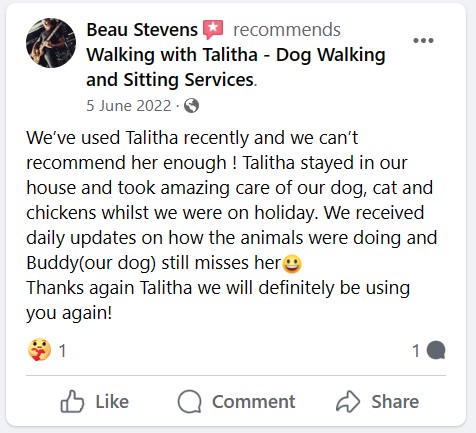 Beau Stevens recommends
Walking with Talitha - Dog Walking
and Sitting Services.
5 June 2022 ·
We've used Talitha recently and we can't
recommend her enough ! Talitha stayed in our
house and took amazing care of our dog, cat and
chickens whilst we were on holiday. We received
daily updates on how the animals were doing and
Buddy(our dog) still misses her😀
Thanks again Talitha we will definitely be using
you again!
1 1
Like Comment Share